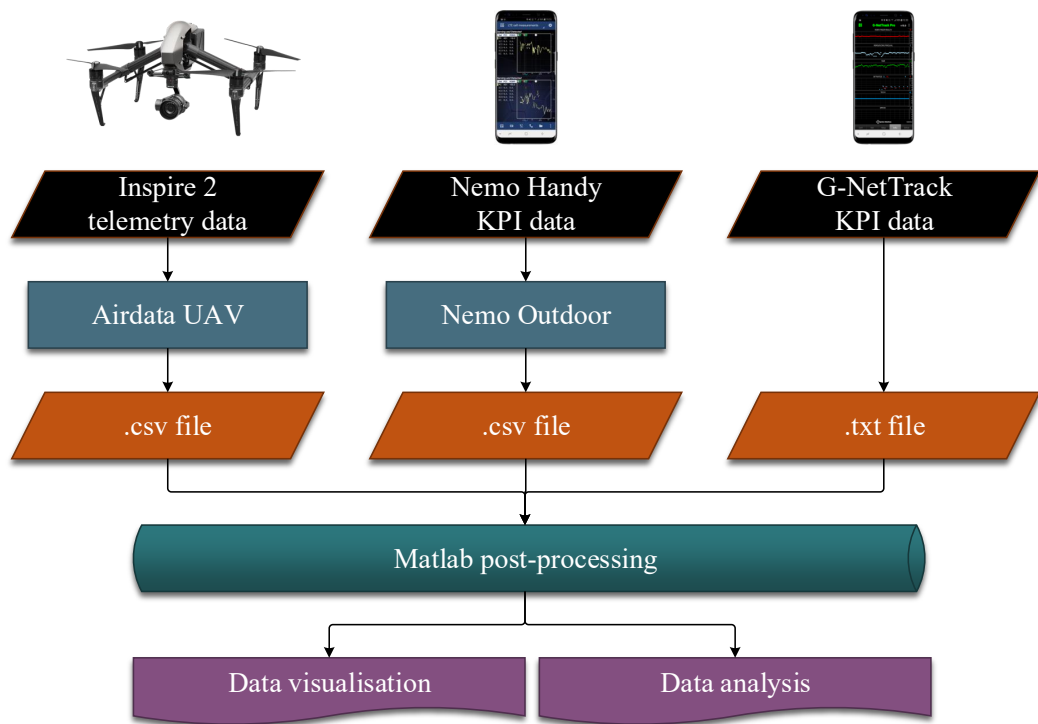 Inspire 2
telemetry data
Nemo Handy
KPI data
G-NetTrack
KPI data
Airdata UAV
Nemo Outdoor
.csv file
.csv file
.txt file
Matlab post-processing
Data visualisation
Data analysis